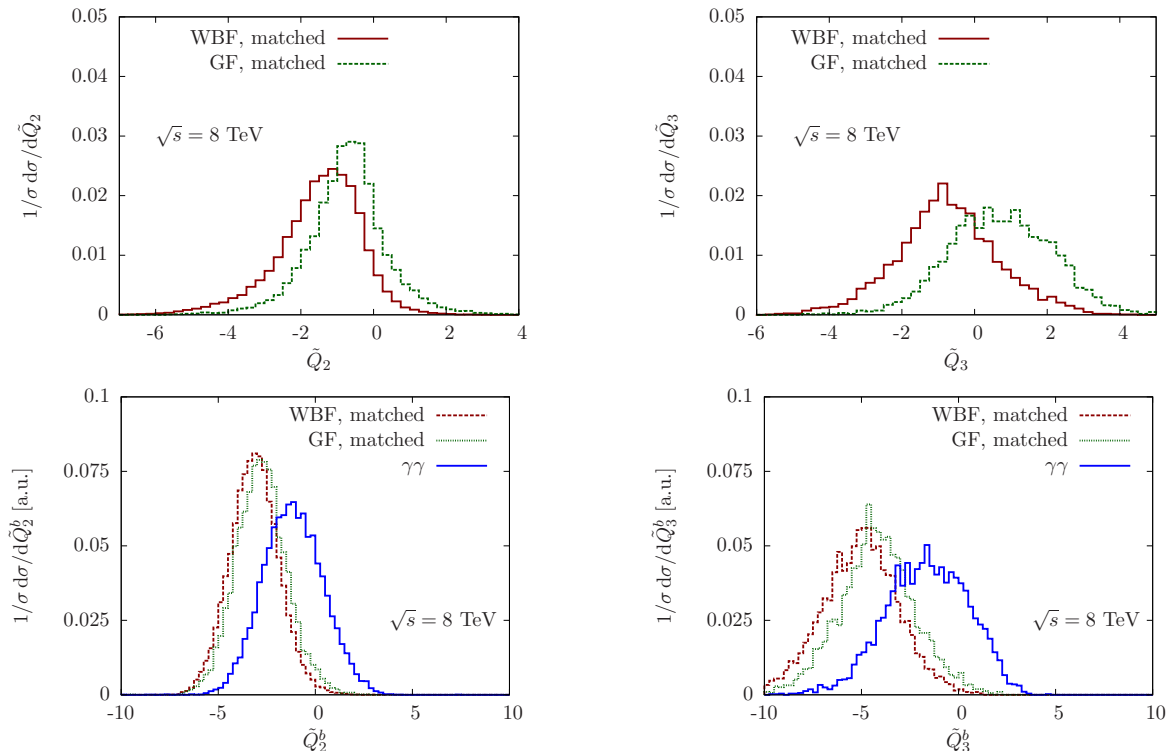 0.05
0.04
0.03
0.02
0.01
0
-6
-4
-2
0
2
4
1/σ dσ/dQ̃₂
Q̃₂
WBF, matched
GF, matched
√s = 8 TeV
0.05
0.04
0.03
0.02
0.01
0
-6
-4
-2
0
2
4
1/σ dσ/dQ̃₃
Q̃₃
WBF, matched
GF, matched
√s = 8 TeV
0.1
0.075
0.05
0.025
0
-10
-5
0
5
10
1/σ dσ/dQ̃₂ᵇ [a.u.]
Q̃₂ᵇ
WBF, matched
GF, matched
γγ
√s = 8 TeV
0.1
0.075
0.05
0.025
0
-10
-5
0
5
10
1/σ dσ/dQ̃₃ᵇ [a.u.]
Q̃₃ᵇ
WBF, matched
GF, matched
γγ
√s = 8 TeV